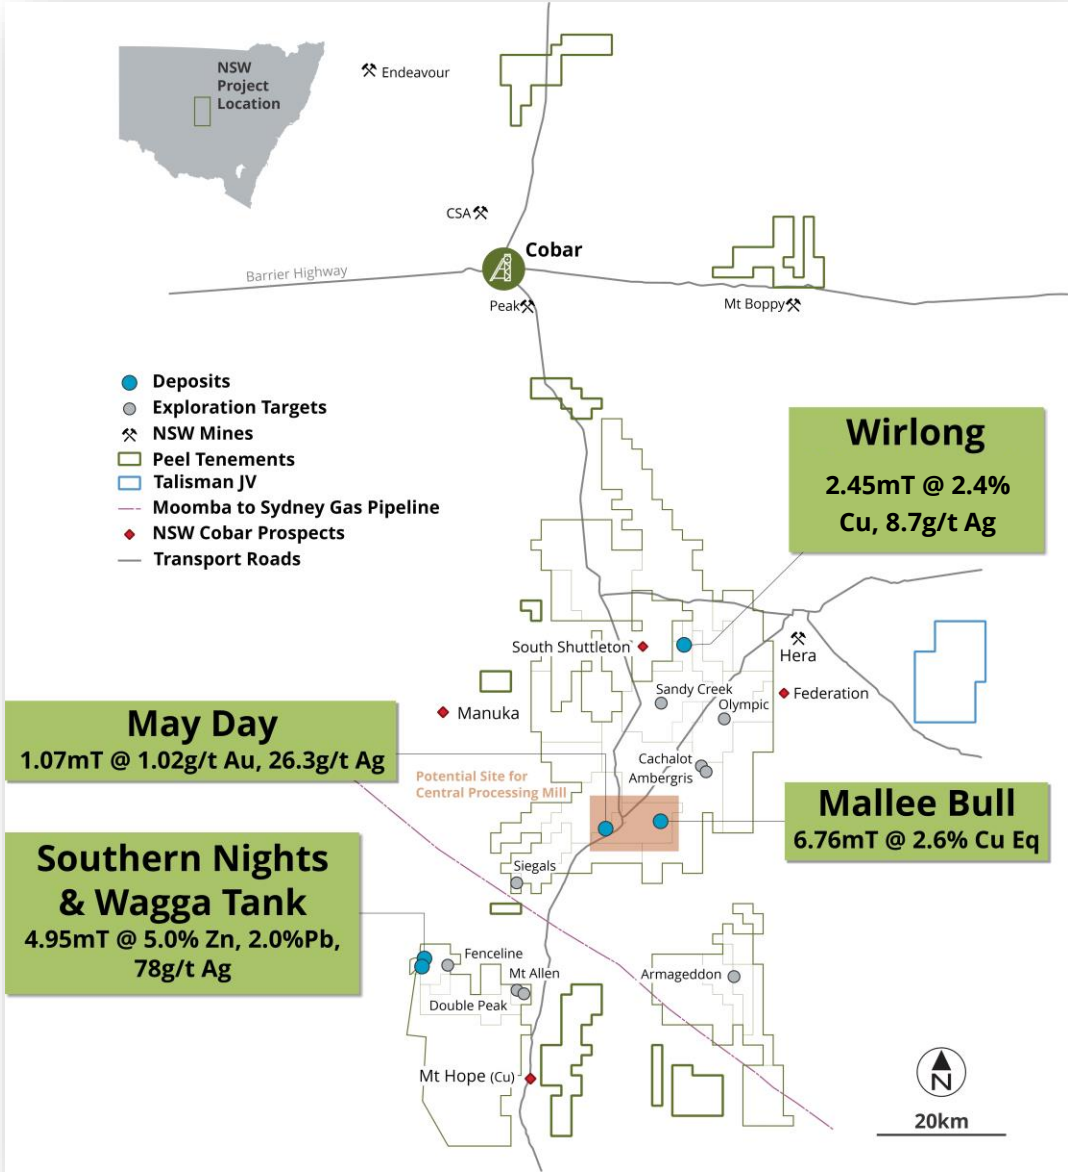 NSW
Project
Location
Endeavour
CSA
Cobar
Barrier Highway
Peak
Mt Boppy
Deposits
Exploration Targets
NSW Mines
Peel Tenements
Talisman JV
Moomba to Sydney Gas Pipeline
NSW Cobar Prospects
Transport Roads
Wirlong
2.45mT @ 2.4%
Cu, 8.7g/t Ag
South Shuttleton
Hera
Sandy Creek
Federation
Olympic
Manuka
May Day
1.07mT @ 1.02g/t Au, 26.3g/t Ag
Cachalot
Ambergris
Potential Site for
Central Processing Mill
Mallee Bull
6.76mT @ 2.6% Cu Eq
Southern Nights
& Wagga Tank
4.95mT @ 5.0% Zn, 2.0%Pb,
78g/t Ag
Siegals
Fenceline
Mt Allen
Double Peak
Armageddon
Mt Hope (Cu)
N
20km